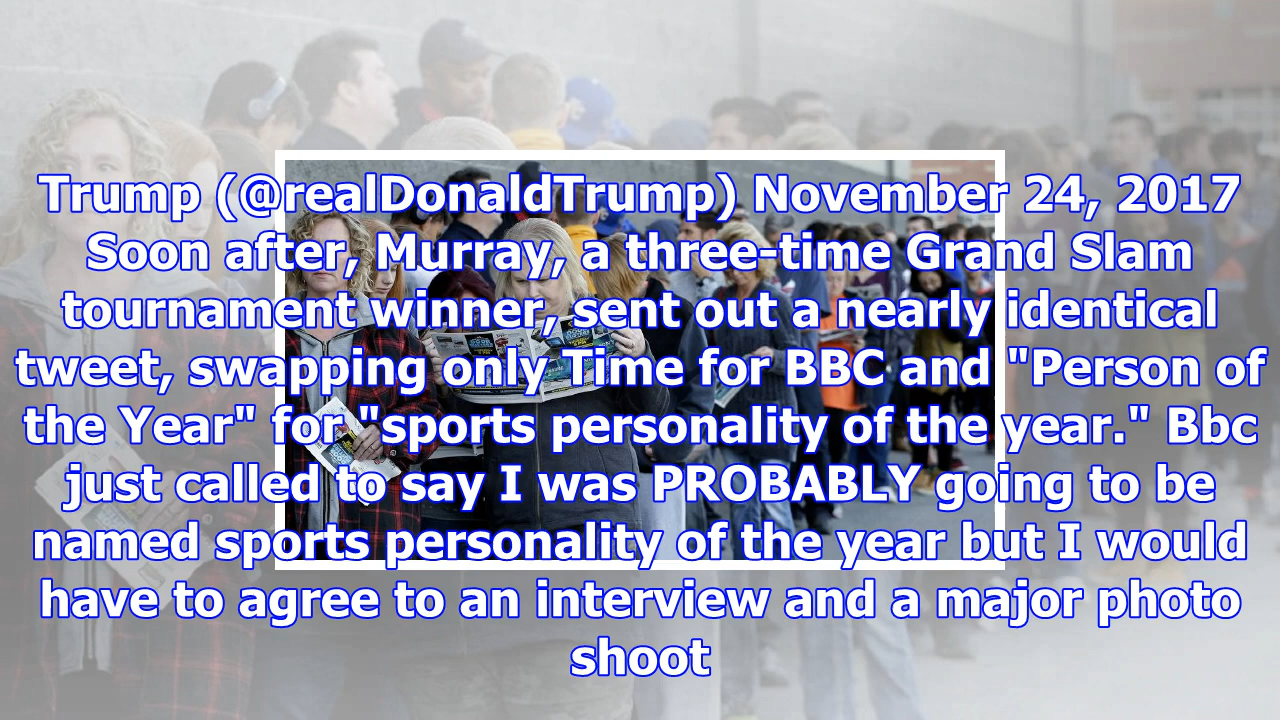 Trump (@realDonaldTrump) November 24, 2017
Soon after, Murray, a three-time Grand Slam
tournament winner, sent out a nearly identical
tweet, swapping only Time for BBC and "Person of
the Year" for "sports personality of the year." Bbc
just called to say I was PROBABLY going to be
named sports personality of the year but I would
have to agree to an interview and a major photo
shoot